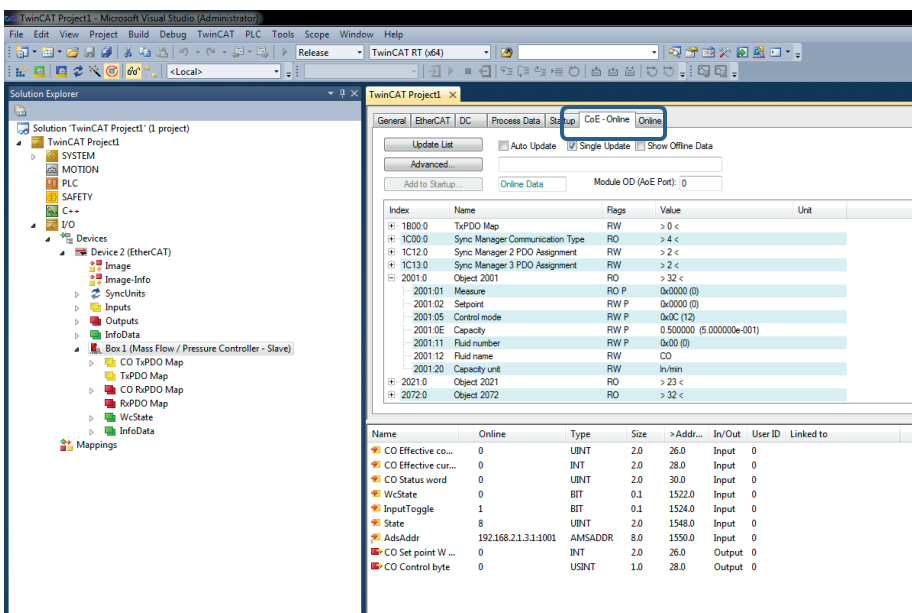 TwinCAT Project1 - Microsoft Visual Studio (Administrator)
File Edit View Project Build Debug TwinCAT PLC Tools Scope Window Help
Release TwinCAT RT (x64)
<Local>
Solution Explorer
TwinCAT Project1
Solution 'TwinCAT Project1' (1 project)
TwinCAT Project1
SYSTEM
MOTION
PLC
SAFETY
C++
I/O
Devices
Device 2 (EtherCAT)
Image
Image-Info
SyncUnits
Inputs
Outputs
InfoData
Box 1 (Mass Flow / Pressure Controller - Slave)
CO TxPDO Map
TxPDO Map
CO RxPDO Map
RxPDO Map
WcState
InfoData
Mappings
General EtherCAT DC Process Data Startup CoE - Online Online
Update List Auto Update Single Update Show Offline Data
Advanced...
Add to Startup... Online Data Module OD (AoE Port): 0
Index Name Flags Value Unit
1B00:0 TxPDO Map RW > 0 <
1C00:0 Sync Manager Communication Type RO > 4 <
1C12:0 Sync Manager 2 PDO Assignment RW > 2 <
1C13:0 Sync Manager 3 PDO Assignment RW > 2 <
2001:0 Object 2001 RO > 32 <
2001:01 Measure RO P 0x0000 (0)
2001:02 Setpoint RW P 0x0000 (0)
2001:05 Control mode RW P 0x0C (12)
2001:0E Capacity RW P 0.500000 (5.000000e-001)
2001:11 Fluid number RW P 0x00 (0)
2001:12 Fluid name RW CO
2001:20 Capacity unit RW ln/min
2021:0 Object 2021 RO > 23 <
2072:0 Object 2072 RO > 32 <
Name Online Type Size >Addr... In/Out User ID Linked to
CO Effective co... 0 UINT 2.0 26.0 Input 0
CO Effective cur... 0 INT 2.0 28.0 Input 0
CO Status word 0 UINT 2.0 30.0 Input 0
WcState 0 BIT 0.1 1522.0 Input 0
InputToggle 1 BIT 0.1 1524.0 Input 0
State 8 UINT 2.0 1548.0 Input 0
AdsAddr 192.168.2.1.3.1:1001 AMSADDR 8.0 1550.0 Input 0
CO Set point W ... 0 INT 2.0 26.0 Output 0
CO Control byte 0 USINT 1.0 28.0 Output 0